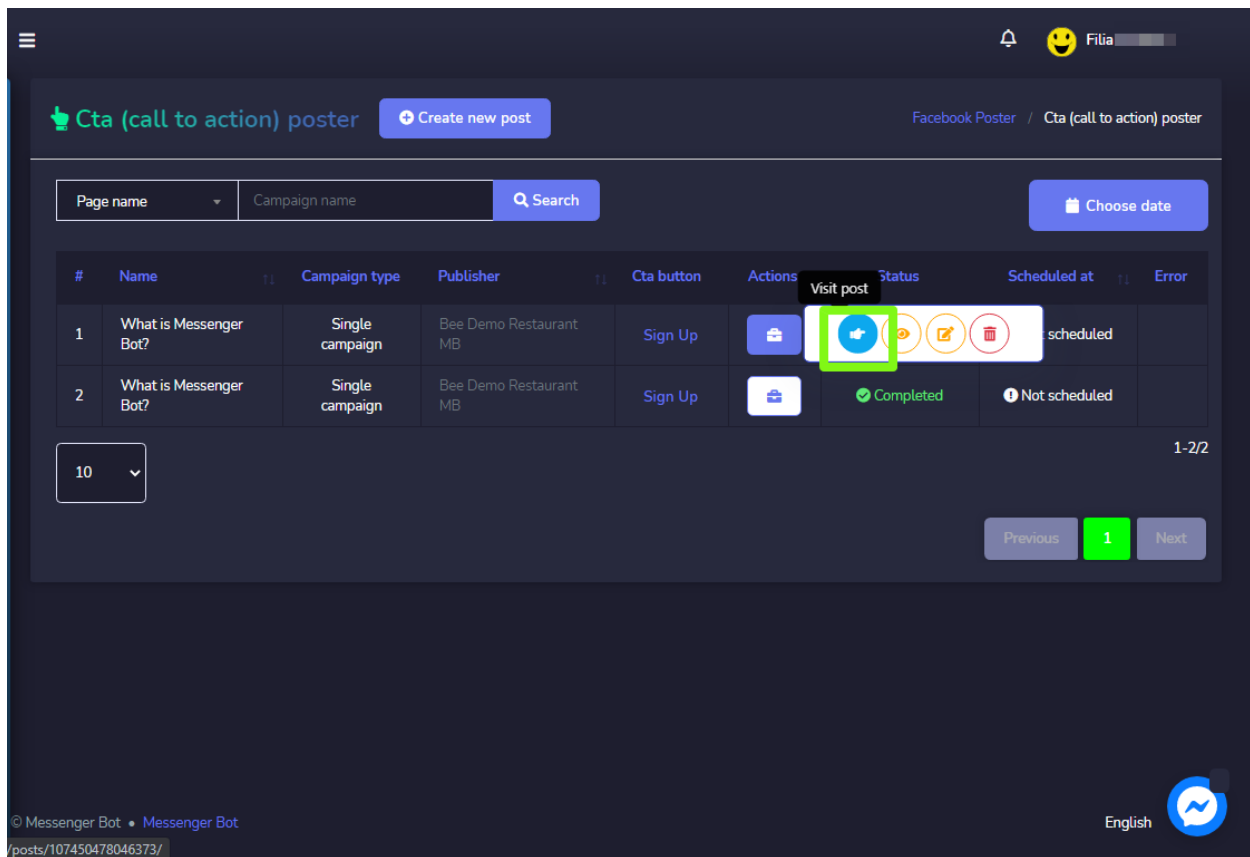 Filia
Cta (call to action) poster
Create new post
Facebook Poster / Cta (call to action) poster
Page name
Campaign name
Search
Choose date
# Name Campaign type Publisher Cta button Actions Status Scheduled at Error
Visit post
1 What is Messenger Bot? Single campaign Bee Demo Restaurant MB Sign Up scheduled
2 What is Messenger Bot? Single campaign Bee Demo Restaurant MB Sign Up Completed Not scheduled
1-2/2
10
Previous 1 Next
© Messenger Bot • Messenger Bot
English
/posts/107450478046373/